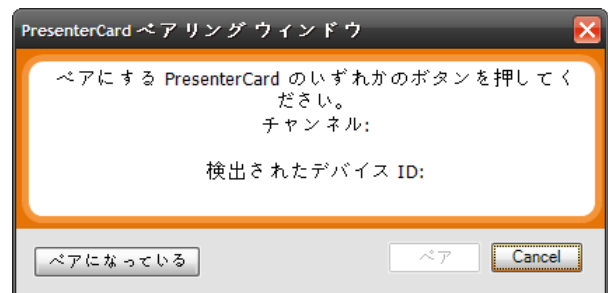 PresenterCard ペアリング ウィンドウ
ペアにする PresenterCard のいずれかのボタンを押してく
ださい。
チャンネル:
検出されたデバイス ID:
ペアになっている
ペア
Cancel